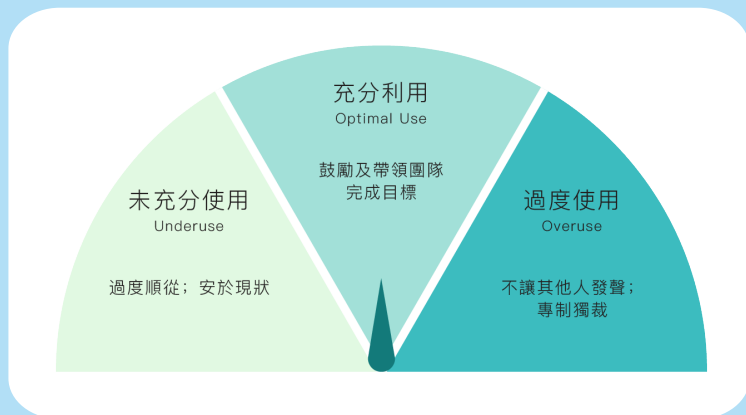 未充分使用
Underuse
過度順從；安於現狀
充分利用
Optimal Use
鼓勵及帶領團隊
完成目標
過度使用
Overuse
不讓其他人發聲；
專制獨裁